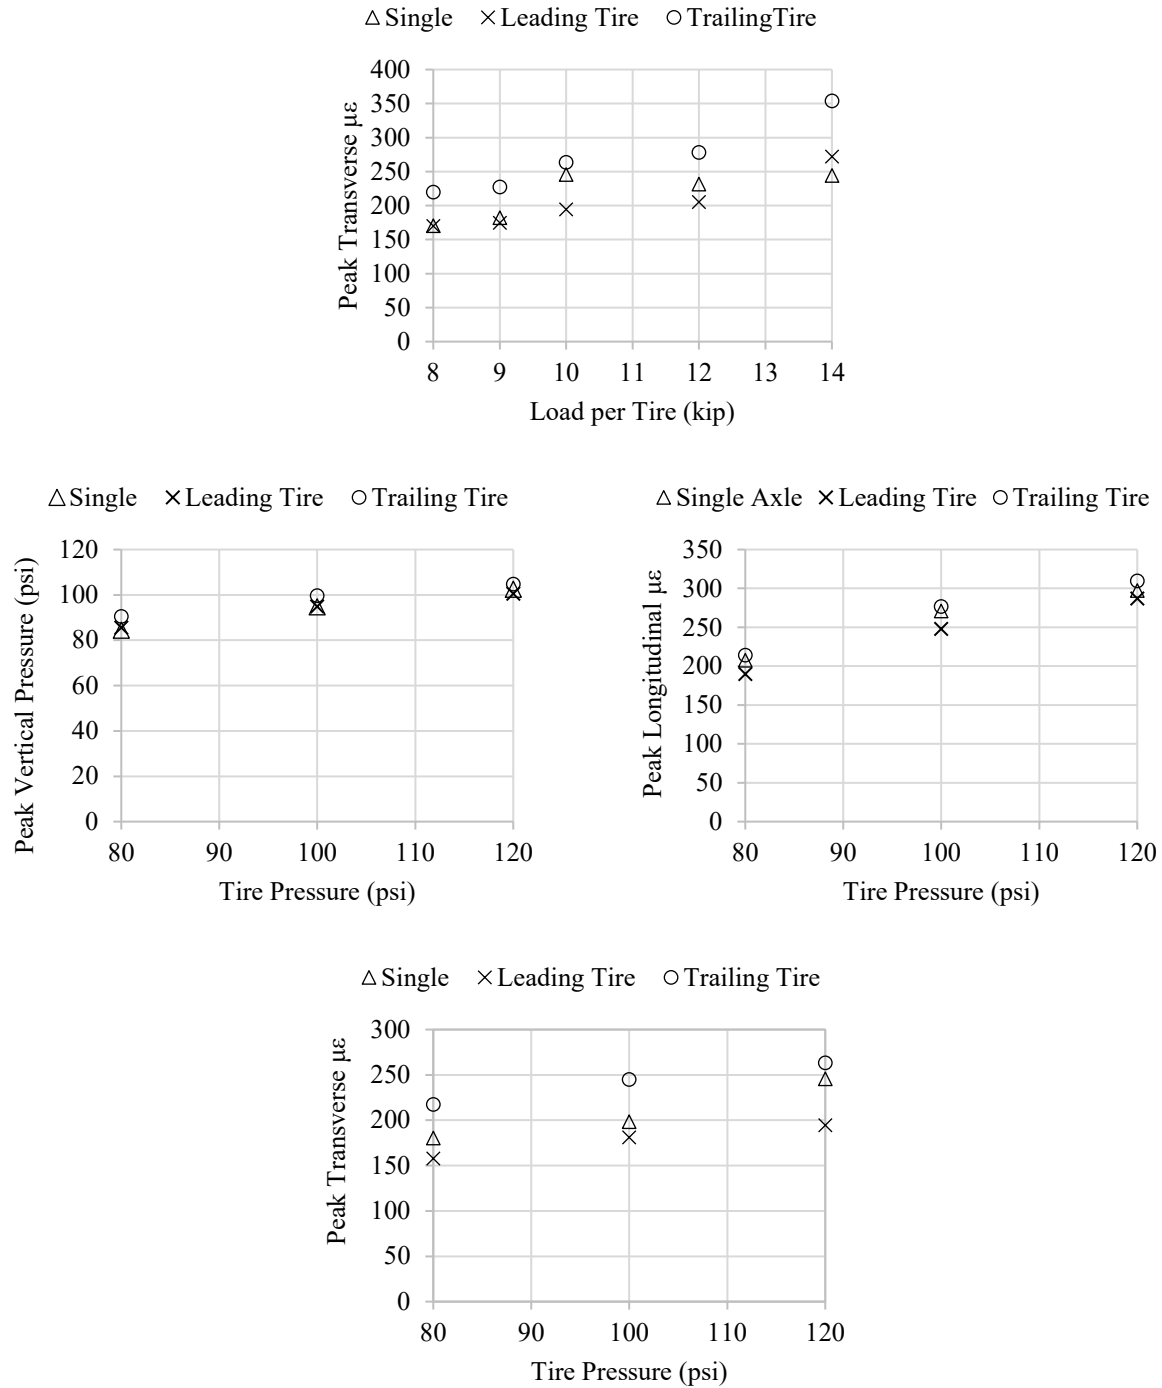 Single Leading Tire TrailingTire
400
350
300
250
200
150
100
50
0
Peak Transverse με
8 9 10 11 12 13 14
Load per Tire (kip)
Single Leading Tire Trailing Tire
120
100
80
60
40
20
0
Peak Vertical Pressure (psi)
80 90 100 110 120
Tire Pressure (psi)
Single Axle Leading Tire Trailing Tire
350
300
250
200
150
100
50
0
Peak Longitudinal με
80 90 100 110 120
Tire Pressure (psi)
Single Leading Tire Trailing Tire
300
250
200
150
100
50
0
Peak Transverse με
80 90 100 110 120
Tire Pressure (psi)